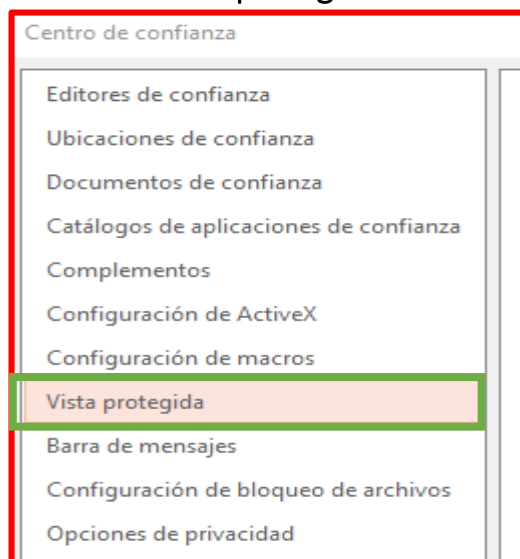 Centro de confianza
Editores de confianza
Ubicaciones de confianza
Documentos de confianza
Catálogos de aplicaciones de confianza
Complementos
Configuración de ActiveX
Configuración de macros
Vista protegida
Barra de mensajes
Configuración de bloqueo de archivos
Opciones de privacidad